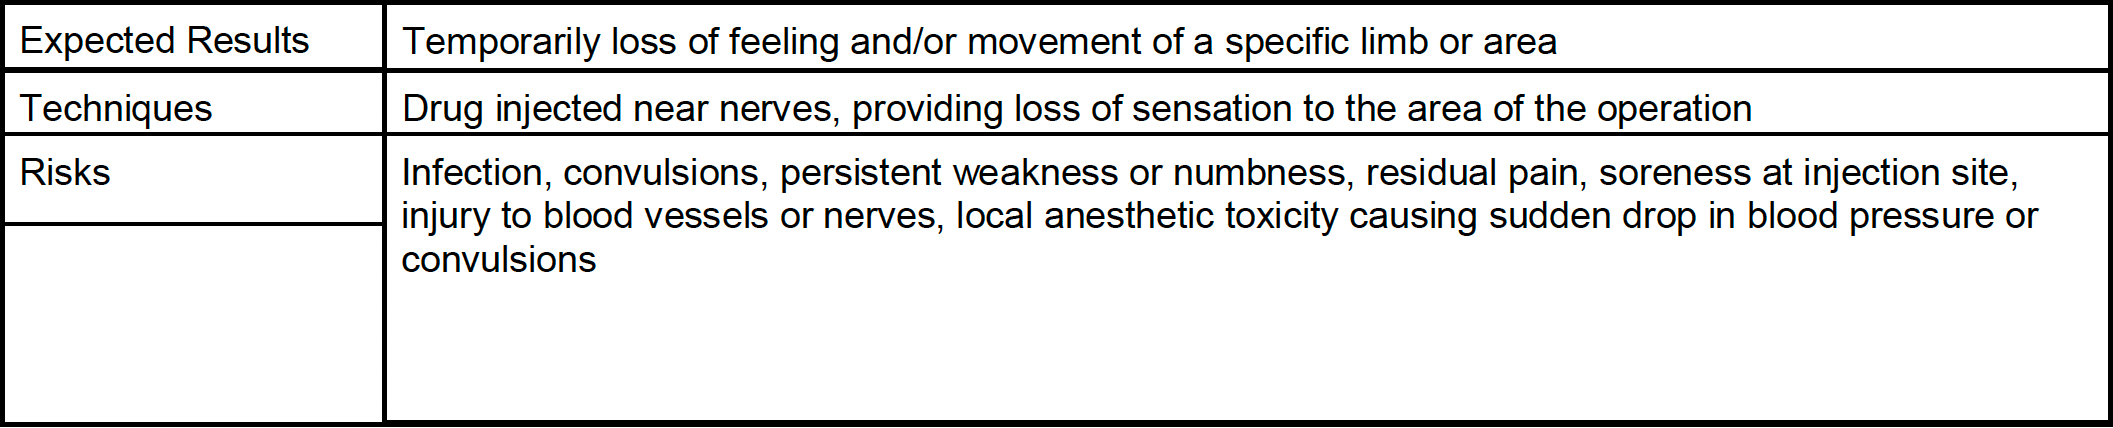 Expected Results
Temporarily loss of feeling and/or movement of a specific limb or area
Techniques
Drug injected near nerves, providing loss of sensation to the area of the operation
Risks
Infection, convulsions, persistent weakness or numbness, residual pain, soreness at injection site,
injury to blood vessels or nerves, local anesthetic toxicity causing sudden drop in blood pressure or
convulsions